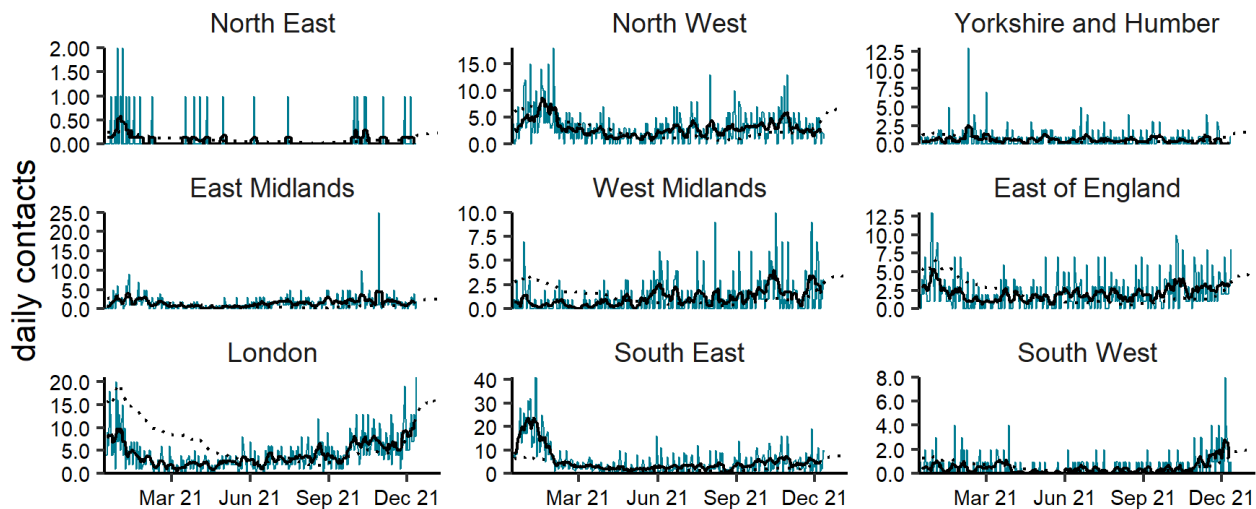 North East North West Yorkshire and Humber
2.00 15.0 12.5
1.50 10.0 10.0
1.00 7.5
0.50 5.0 5.0
0.00 0.0 2.5
0.0
East Midlands West Midlands East of England
25.0 10.0 12.5
20.0 7.5 10.0
15.0 7.5
10.0 5.0 5.0
5.0 2.5 2.5
0.0 0.0 0.0
daily contacts
London South East South West
20.0 40 8.0
15.0 30 6.0
10.0 20 4.0
5.0 10 2.0
0.0 0 0.0
Mar 21 Jun 21 Sep 21 Dec 21 Mar 21 Jun 21 Sep 21 Dec 21 Mar 21 Jun 21 Sep 21 Dec 21